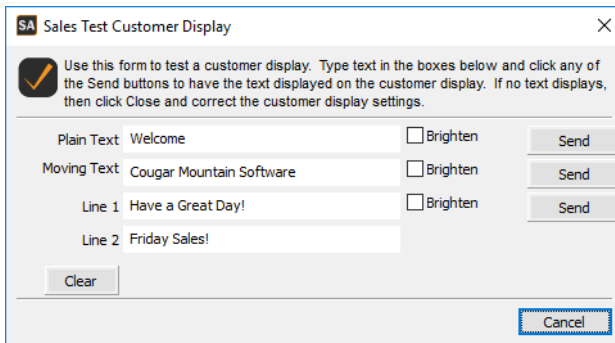 SA Sales Test Customer Display
Use this form to test a customer display. Type text in the boxes below and click any of
the Send buttons to have the text displayed on the customer display. If no text displays,
then click Close and correct the customer display settings.
Plain Text Welcome Brighten Send
Moving Text Cougar Mountain Software Brighten Send
Line 1 Have a Great Day! Brighten Send
Line 2 Friday Sales!
Clear
Cancel